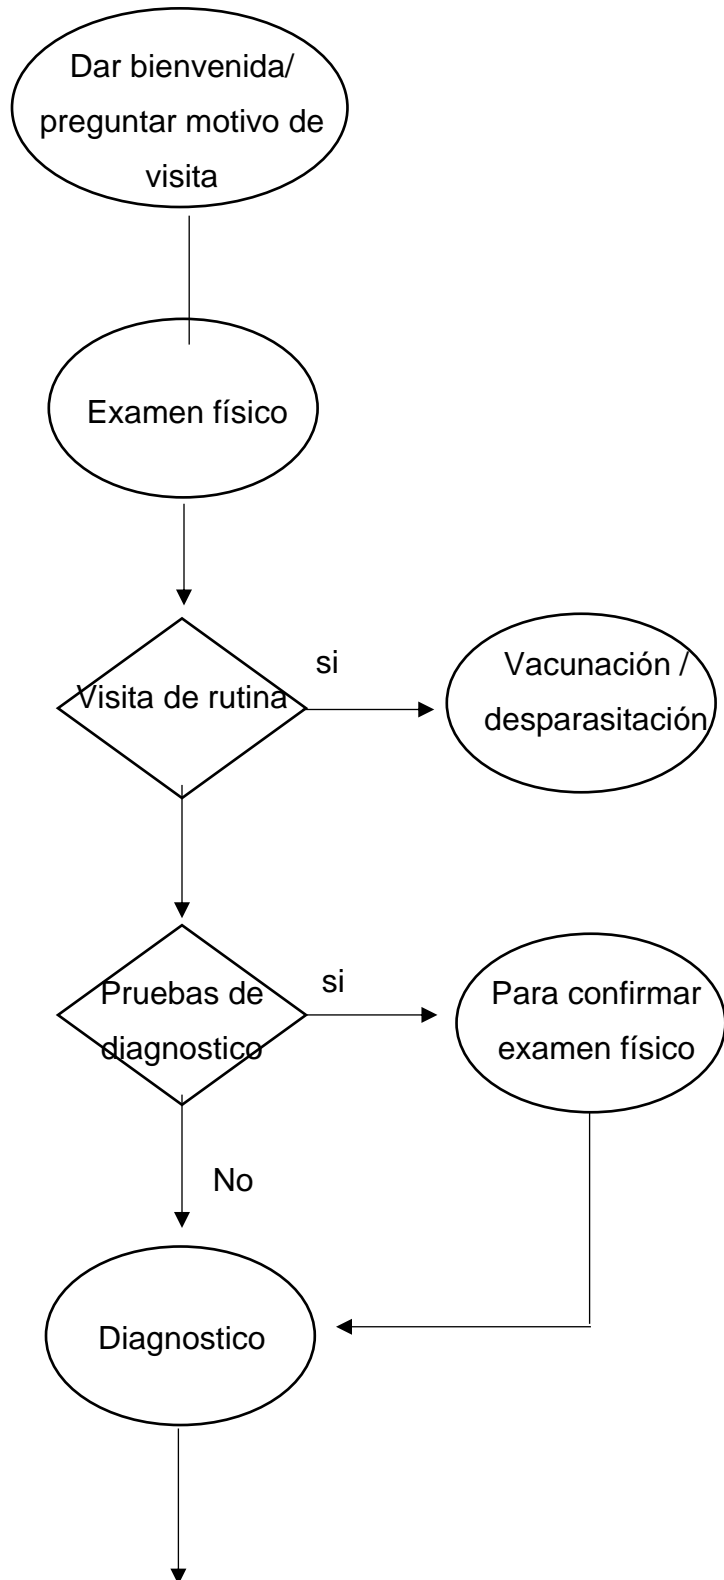 Dar bienvenida/
preguntar motivo de
visita
Examen físico
Visita de rutina
si
Vacunación /
desparasitación
Pruebas de
diagnostico
si
Para confirmar
examen físico
No
Diagnostico